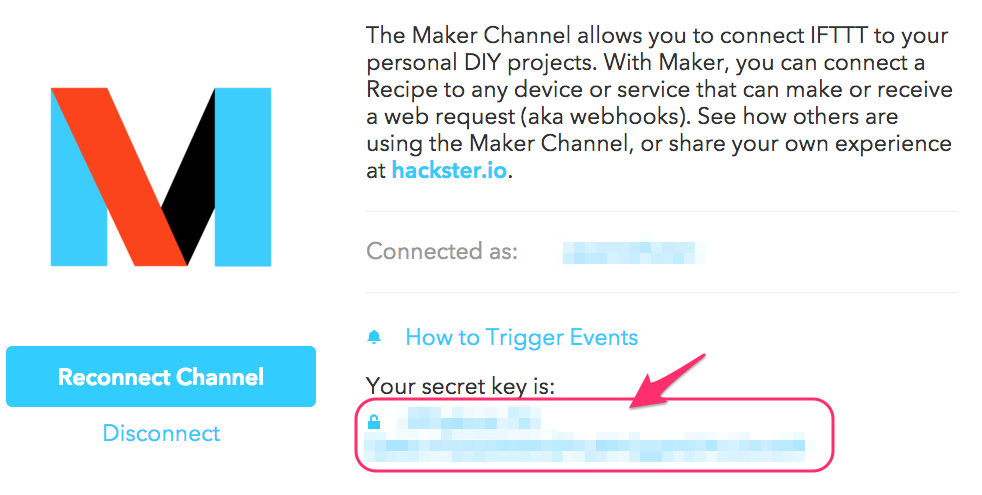 The Maker Channel allows you to connect IFTTT to your
personal DIY projects. With Maker, you can connect a
Recipe to any device or service that can make or receive
a web request (aka webhooks). See how others are
using the Maker Channel, or share your own experience
at hackster.io.
Connected as:
How to Trigger Events
Your secret key is:
Reconnect Channel
Disconnect